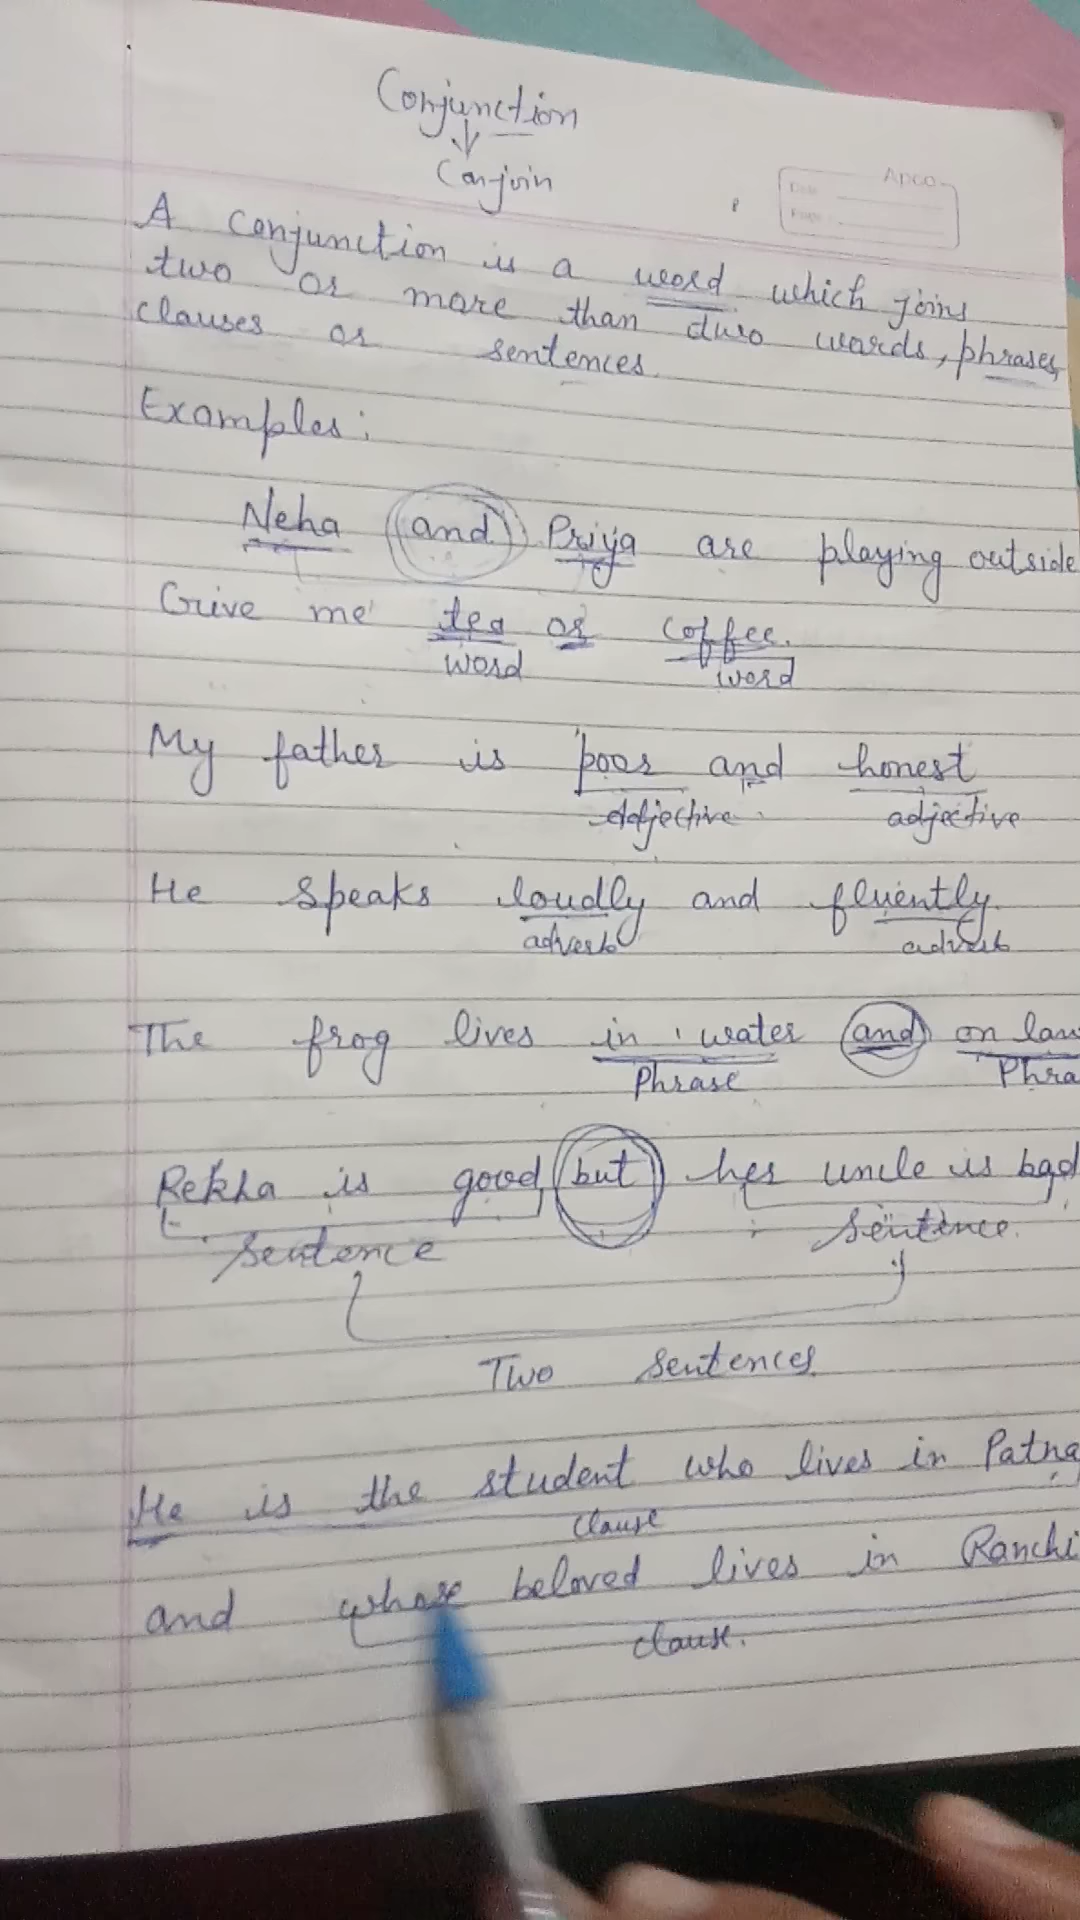 Conjunction
Conjoin
Apco
Date
Page
A conjunction is a word which joins
two or more than two words, phrases,
clauses or sentences.
Examples:
Neha and Priya are playing outside
Give me tea or coffee.
word word
My father is poor and honest
adjective adjective
He speaks loudly and fluently.
adverb adverb
The frog lives in water and on lan
Phrase Phra
Rekha is good but her uncle is bad
sentence sentence.
Two sentences
He is the student who lives in Patna
clause
and whose beloved lives in Ranchi
clause.